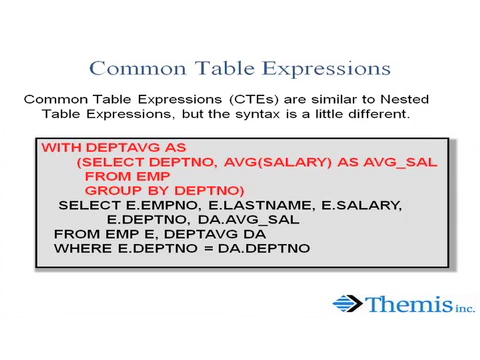 Common Table Expressions
Common Table Expressions (CTEs) are similar to Nested
Table Expressions, but the syntax is a little different.
WITH DEPTAVG AS
(SELECT DEPTNO, AVG(SALARY) AS AVG_SAL
FROM EMP
GROUP BY DEPTNO)
SELECT E.EMPNO, E.LASTNAME, E.SALARY,
E.DEPTNO, DA.AVG_SAL
FROM EMP E, DEPTAVG DA
WHERE E.DEPTNO = DA.DEPTNO
Themis inc.